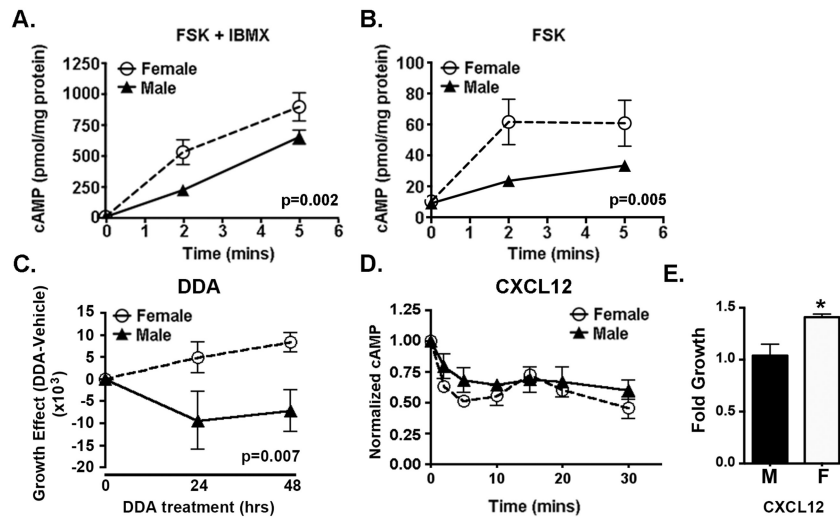 A.
FSK + IBMX
Female
Male
cAMP (pmol/mg protein)
1250
1000
750
500
250
0
0 1 2 3 4 5 6
Time (mins)
p=0.002
B.
FSK
Female
Male
cAMP (pmol/mg protein)
100
80
60
40
20
0
0 1 2 3 4 5 6
Time (mins)
p=0.005
C.
DDA
Female
Male
Growth Effect (DDA-Vehicle)
(x10³)
15
10
5
0
-5
-10
-15
-20
0 24 48
DDA treatment (hrs)
p=0.007
D.
CXCL12
Female
Male
Normalized cAMP
1.25
1.00
0.75
0.50
0.25
0.00
0 10 20 30
Time (mins)
E.
*
Fold Growth
1.5
1.0
0.5
0.0
M F
CXCL12